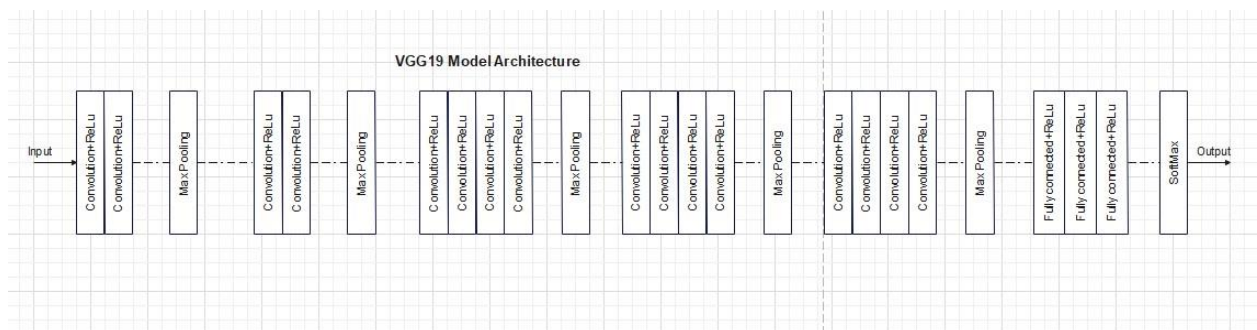 VGG19 Model Architecture
Input
Convolution+ReLu
Convolution+ReLu
Max Pooling
Convolution+ReLu
Convolution+ReLu
Max Pooling
Convolution+ReLu
Convolution+ReLu
Convolution+ReLu
Convolution+ReLu
Max Pooling
Convolution+ReLu
Convolution+ReLu
Convolution+ReLu
Convolution+ReLu
Max Pooling
Convolution+ReLu
Convolution+ReLu
Convolution+ReLu
Convolution+ReLu
Max Pooling
Fully connected+ReLu
Fully connected+ReLu
Fully connected+ReLu
SoftMax
Output